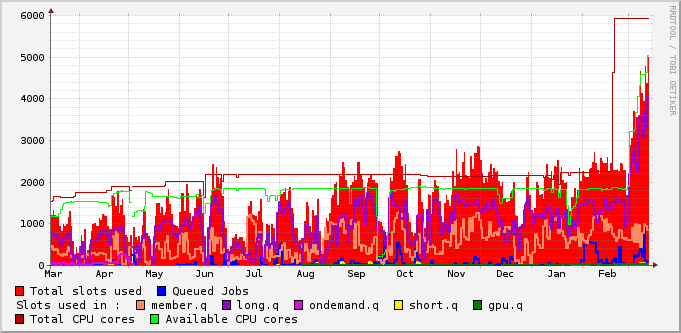 6000
5000
4000
3000
2000
1000
0
Mar Apr May Jun Jul Aug Sep Oct Nov Dec Jan Feb
RRDTOOL / TOBI OETIKER
Total slots used Queued Jobs
Slots used in : member.q long.q ondemand.q short.q gpu.q
Total CPU cores Available CPU cores